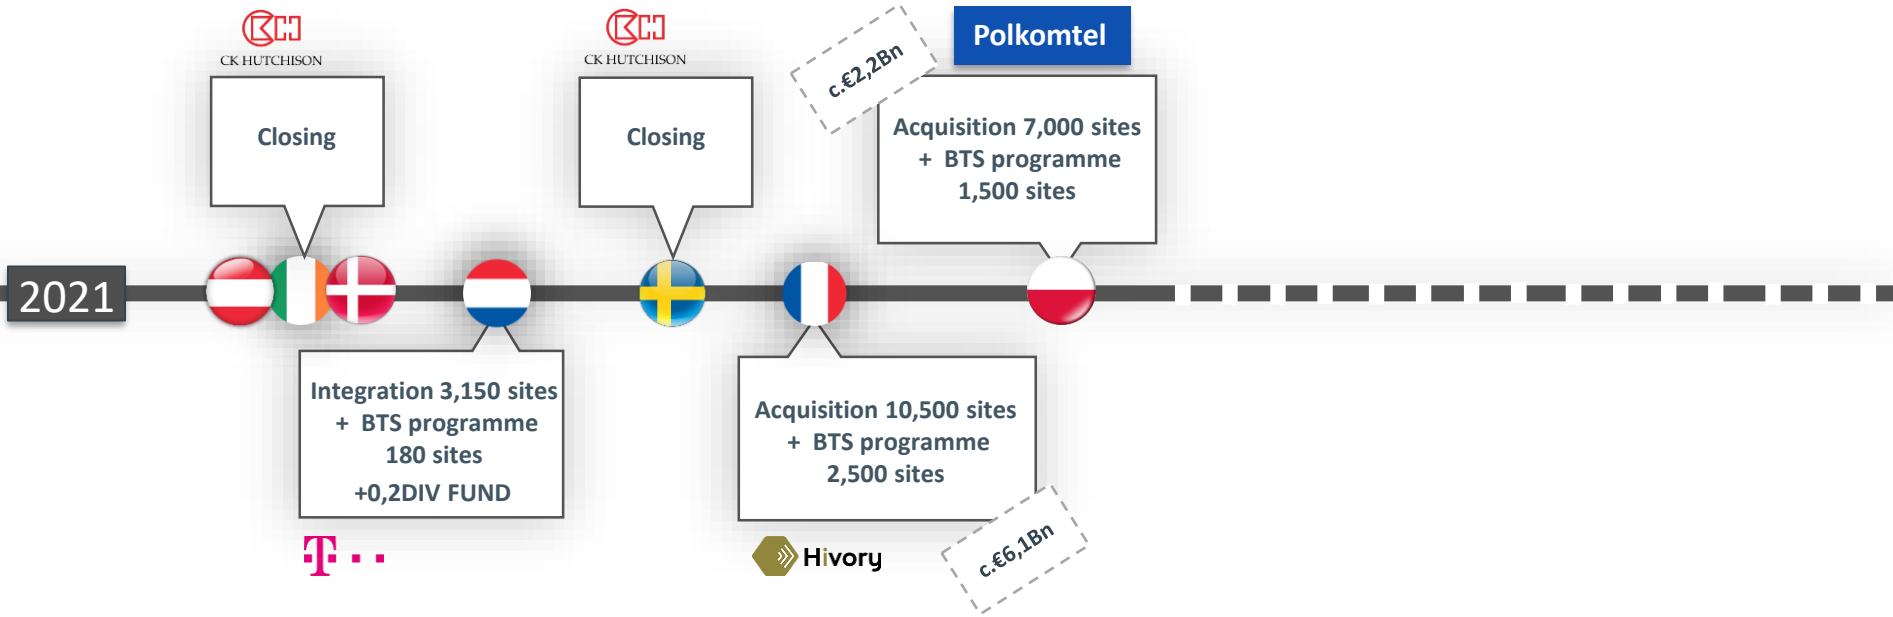 CK HUTCHISON
Closing
CK HUTCHISON
Closing
c.€2,2Bn
Polkomtel
Acquisition 7,000 sites
+ BTS programme
1,500 sites
2021
Integration 3,150 sites
+ BTS programme
180 sites
+0,2DIV FUND
T
Acquisition 10,500 sites
+ BTS programme
2,500 sites
Hivory
c.€6,1Bn